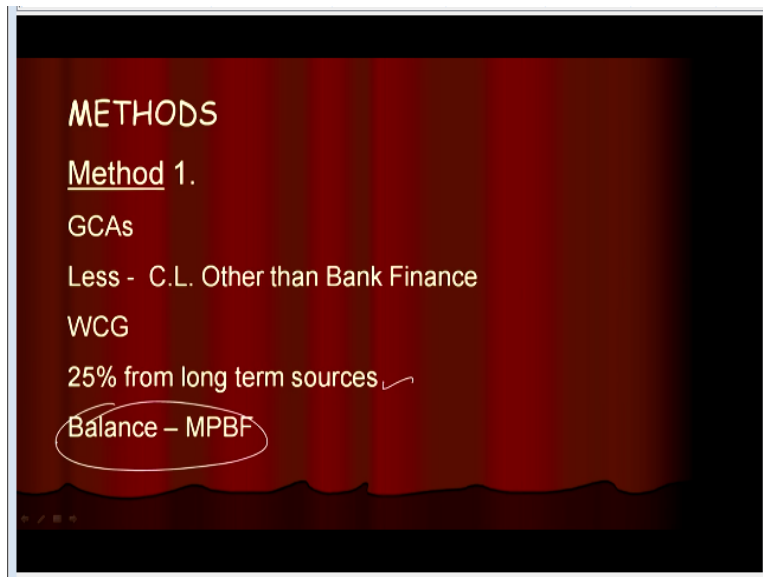 METHODS
Method 1.
GCAs
Less - C.L. Other than Bank Finance
WCG
25% from long term sources
Balance – MPBF